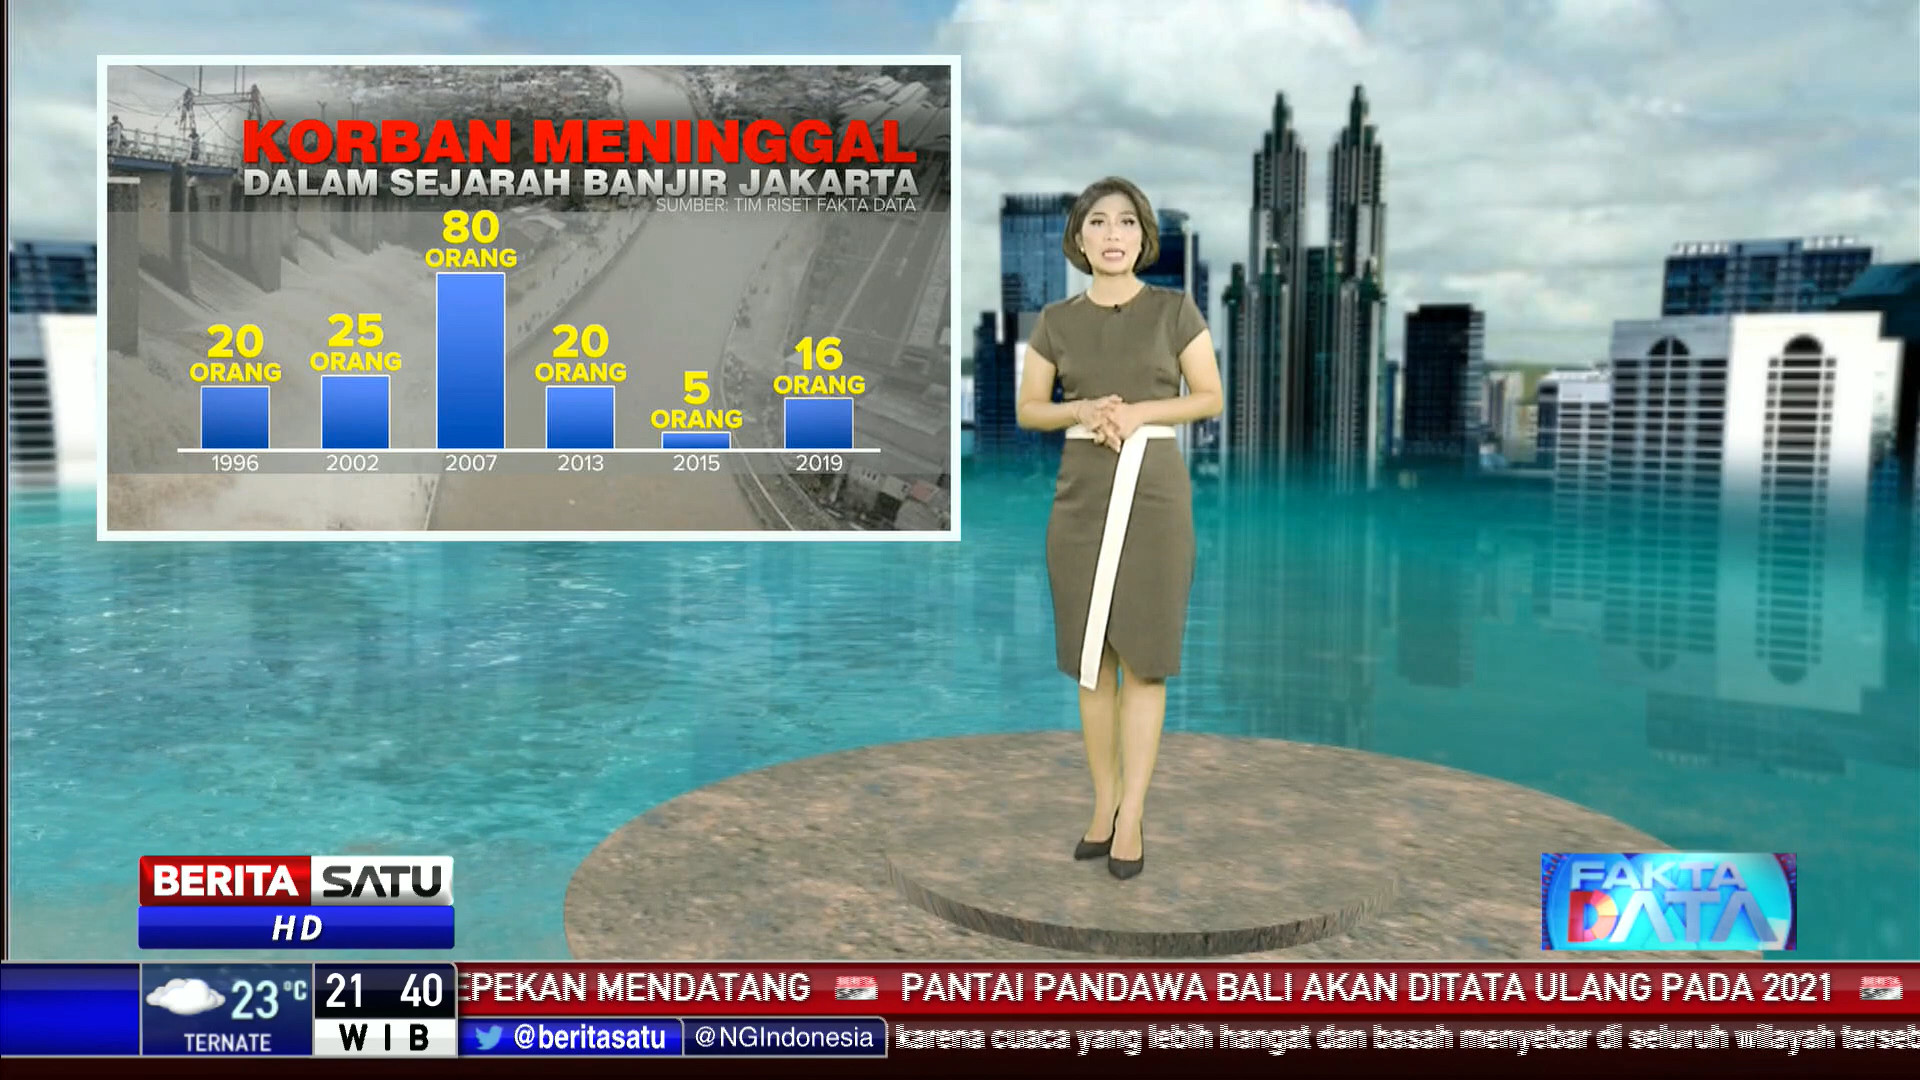 KORBAN MENINGGAL
DALAM SEJARAH BANJIR JAKARTA
SUMBER: TIM RISET FAKTA DATA
20 ORANG
25 ORANG
80 ORANG
20 ORANG
5 ORANG
16 ORANG
1996 2002 2007 2013 2015 2019
BERITA SATU
HD
FAKTA DATA
23°C
TERNATE
21 40
WIB
EPEKAN MENDATANG PANTAI PANDAWA BALI AKAN DITATA ULANG PADA 2021
@beritasatu @NGIndonesia karena cuaca yang lebih hangat dan basah menyebar di seluruh wilayah terseb